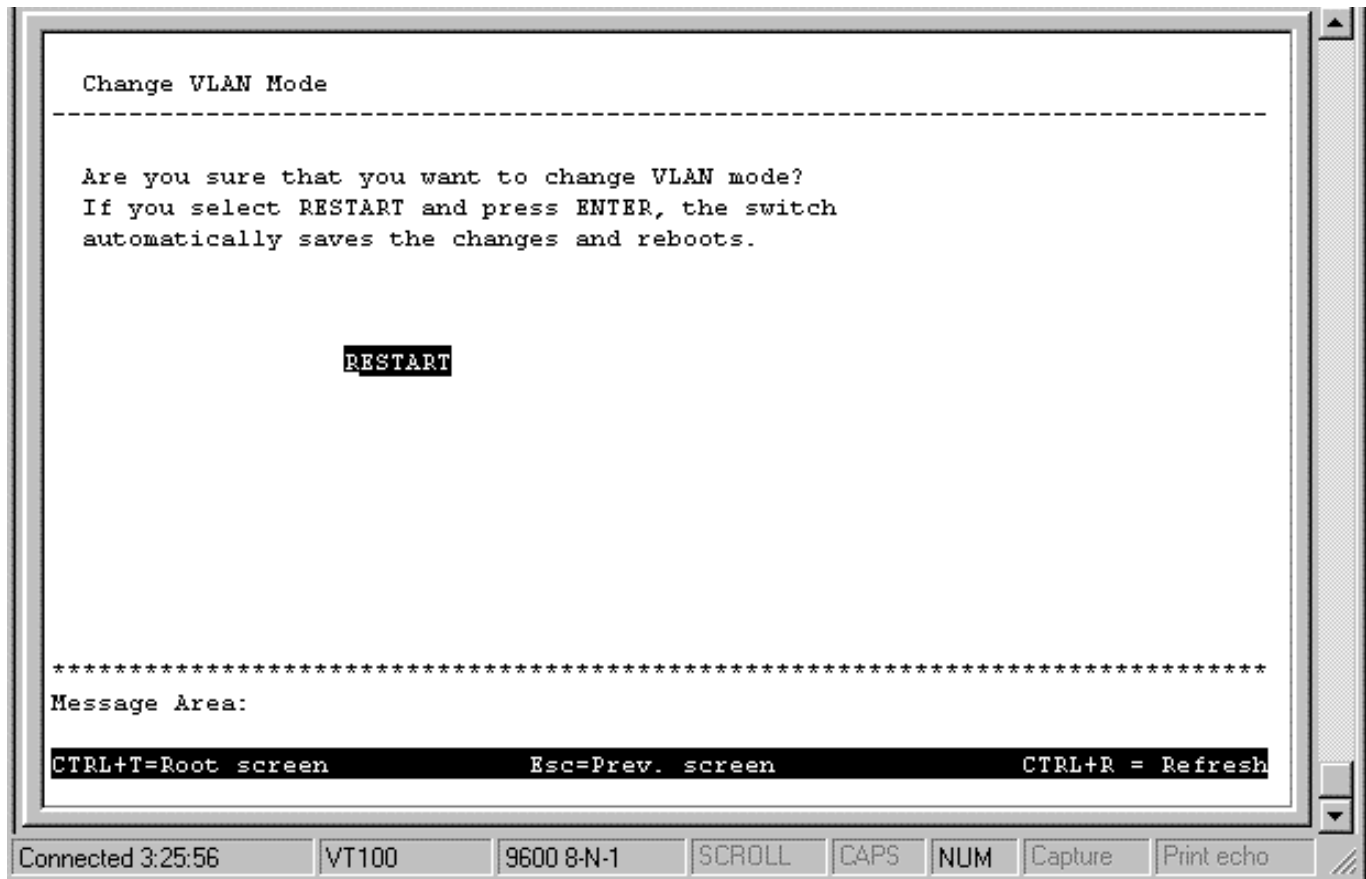 Change VLAN Mode
-------------------------------------------------------------------------------
Are you sure that you want to change VLAN mode?
If you select RESTART and press ENTER, the switch
automatically saves the changes and reboots.
RESTART
*******************************************************************************
Message Area:
CTRL+T=Root screen Esc=Prev. screen CTRL+R = Refresh
Connected 3:25:56 VT100 9600 8-N-1 SCROLL CAPS NUM Capture Print echo